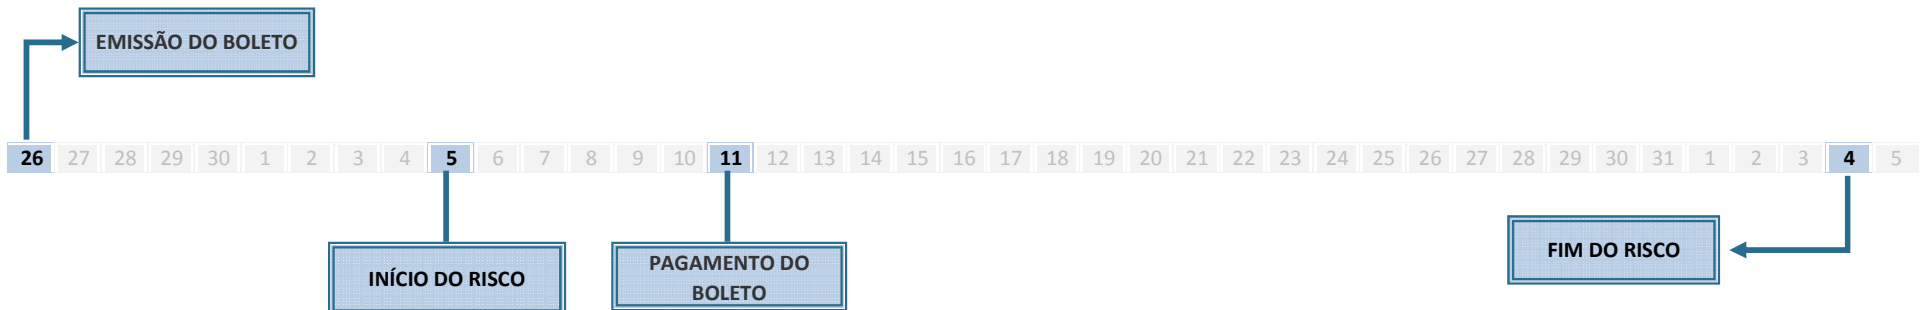 EMISSÃO DO BOLETO
26 27 28 29 30 1 2 3 4 5 6 7 8 9 10 11 12 13 14 15 16 17 18 19 20 21 22 23 24 25 26 27 28 29 30 31 1 2 3 4 5
INÍCIO DO RISCO
PAGAMENTO DO
BOLETO
FIM DO RISCO